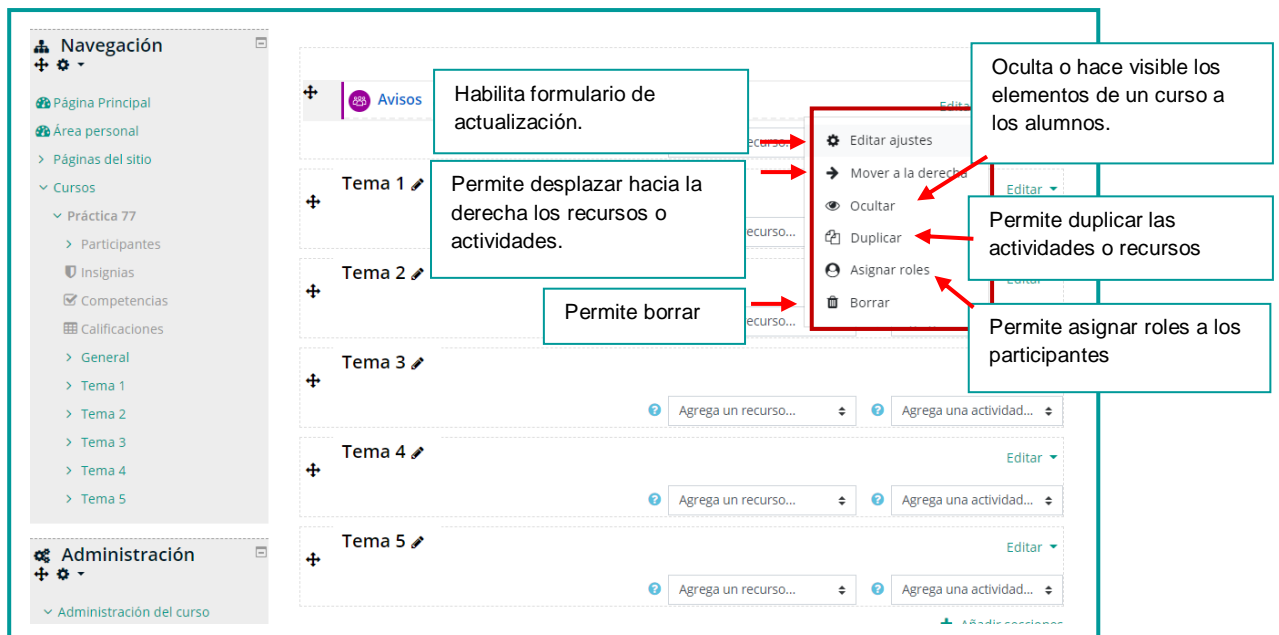 Navegación
Página Principal
Área personal
Páginas del sitio
Cursos
Práctica 77
Participantes
Insignias
Competencias
Calificaciones
General
Tema 1
Tema 2
Tema 3
Tema 4
Tema 5
Administración
Administración del curso
Avisos
Habilita formulario de
actualización.
Oculta o hace visible los
elementos de un curso a
los alumnos.
Editar ajustes
Mover a la derecha
Ocultar
Duplicar
Asignar roles
Borrar
Tema 1
Editar
Permite desplazar hacia la
derecha los recursos o
actividades.
Permite duplicar las
actividades o recursos
Tema 2
Permite borrar
Permite asignar roles a los
participantes
Tema 3
Agrega un recurso...
Agrega una actividad...
Tema 4
Editar
Agrega un recurso...
Agrega una actividad...
Tema 5
Editar
Agrega un recurso...
Agrega una actividad...
Añadir secciones